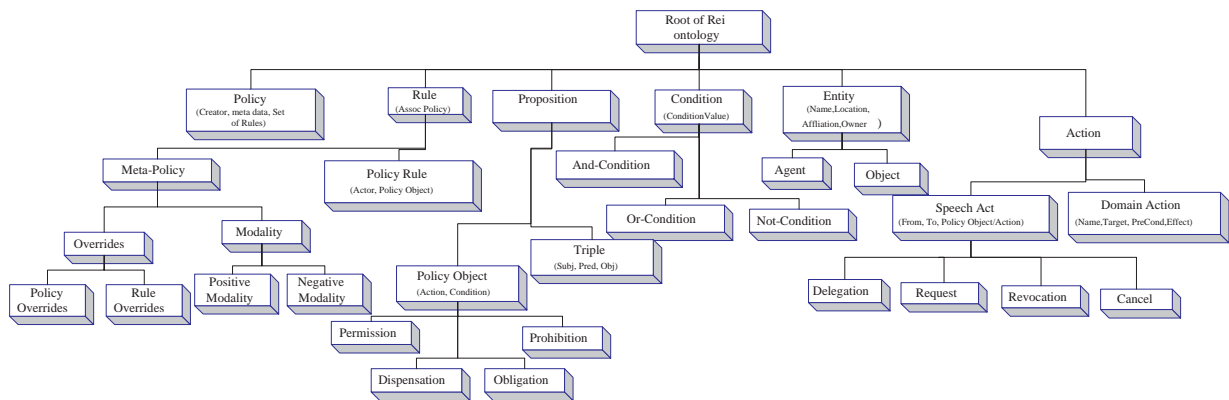 Root of Rei
ontology
Policy
(Creator, meta data, Set
of Rules)
Rule
(Assoc Policy)
Proposition
Condition
(ConditionValue)
Entity
(Name,Location,
Affliation,Owner )
Action
Meta-Policy
Policy Rule
(Actor, Policy Object)
And-Condition
Agent
Object
Overrides
Modality
Or-Condition
Not-Condition
Speech Act
(From, To, Policy Object/Action)
Domain Action
(Name,Target, PreCond,Effect)
Policy
Overrides
Rule
Overrides
Positive
Modality
Negative
Modality
Policy Object
(Action, Condition)
Triple
(Subj, Pred, Obj)
Delegation
Request
Revocation
Cancel
Permission
Prohibition
Dispensation
Obligation